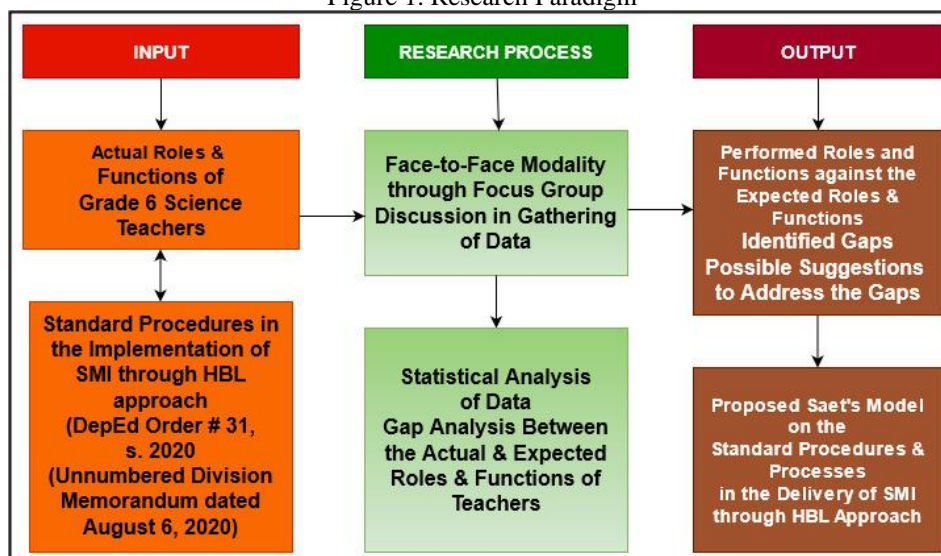 Figure 1. Research Paradigm
INPUT
RESEARCH PROCESS
OUTPUT
Actual Roles &
Functions of
Grade 6 Science
Teachers
Face-to-Face Modality
through Focus Group
Discussion in Gathering
of Data
Performed Roles and
Functions against the
Expected Roles &
Functions
Identified Gaps
Possible Suggestions
to Address the Gaps
Standard Procedures in
the Implementation of
SMI through HBL
approach
(DepEd Order # 31,
s. 2020
(Unnumbered Division
Memorandum dated
August 6, 2020)
Statistical Analysis
of Data
Gap Analysis Between
the Actual & Expected
Roles & Functions of
Teachers
Proposed Saet's Model
on the
Standard Procedures &
Processes
in the Delivery of SMI
through HBL Approach